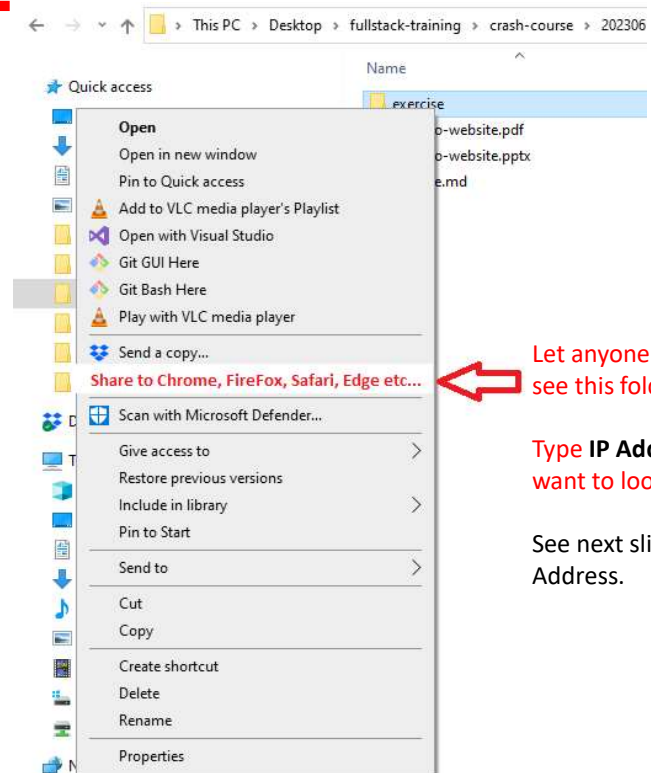 This PC > Desktop > fullstack-training > crash-course > 202306
Quick access
Name
exercise
o-website.pdf
o-website.pptx
e.md
Open
Open in new window
Pin to Quick access
Add to VLC media player's Playlist
Open with Visual Studio
Git GUI Here
Git Bash Here
Play with VLC media player
Send a copy...
Share to Chrome, FireFox, Safari, Edge etc...
Scan with Microsoft Defender...
Give access to
Restore previous versions
Include in library
Pin to Start
Send to
Cut
Copy
Create shortcut
Delete
Rename
Properties
D
T
N
Let anyone
see this fol
Type IP Ad
want to loo
See next sli
Address.